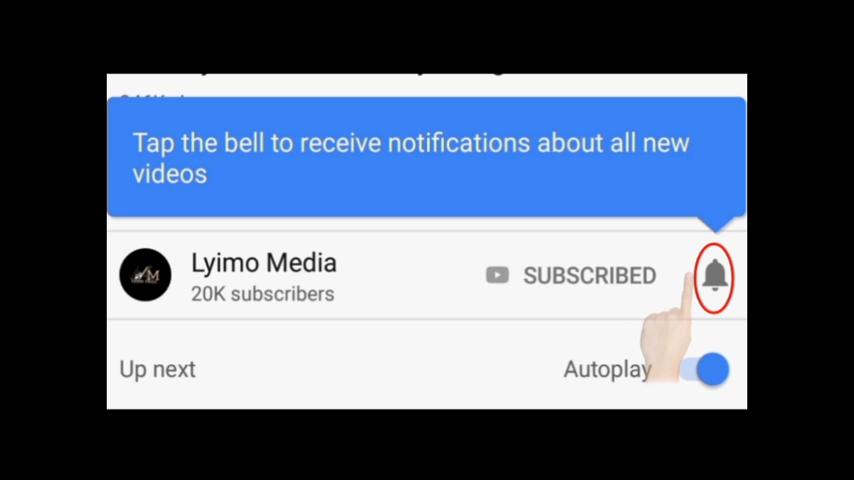 Tap the bell to receive notifications about all new
videos
Lyimo Media
SUBSCRIBED
20K subscribers
Up next
Autoplay